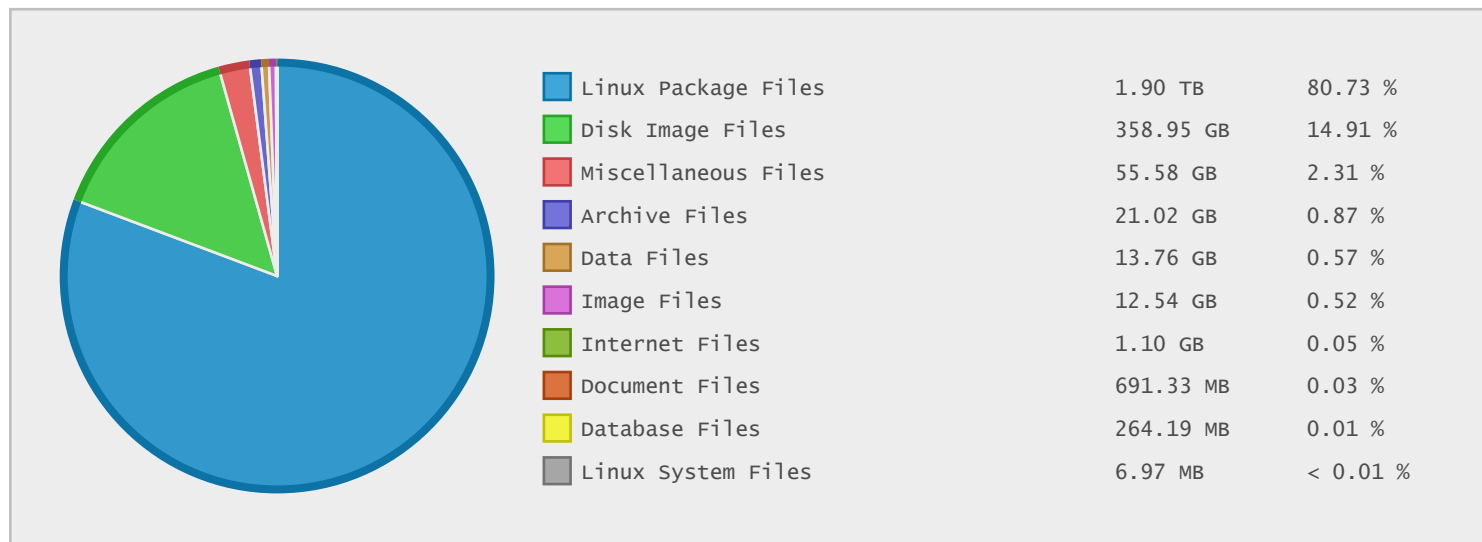 Linux Package Files 1.90 TB 80.73 %
Disk Image Files 358.95 GB 14.91 %
Miscellaneous Files 55.58 GB 2.31 %
Archive Files 21.02 GB 0.87 %
Data Files 13.76 GB 0.57 %
Image Files 12.54 GB 0.52 %
Internet Files 1.10 GB 0.05 %
Document Files 691.33 MB 0.03 %
Database Files 264.19 MB 0.01 %
Linux System Files 6.97 MB < 0.01 %